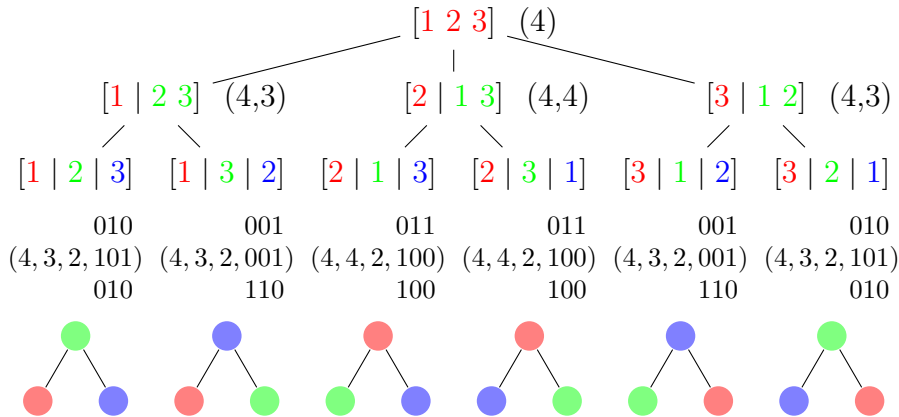 [1 2 3] (4)
[1 | 2 3] (4,3) [2 | 1 3] (4,4) [3 | 1 2] (4,3)
[1 | 2 | 3] [1 | 3 | 2] [2 | 1 | 3] [2 | 3 | 1] [3 | 1 | 2] [3 | 2 | 1]
010 001 011 011 001 010
(4, 3, 2, 101) (4, 3, 2, 001) (4, 4, 2, 100) (4, 4, 2, 100) (4, 3, 2, 001) (4, 3, 2, 101)
010 110 100 100 110 010